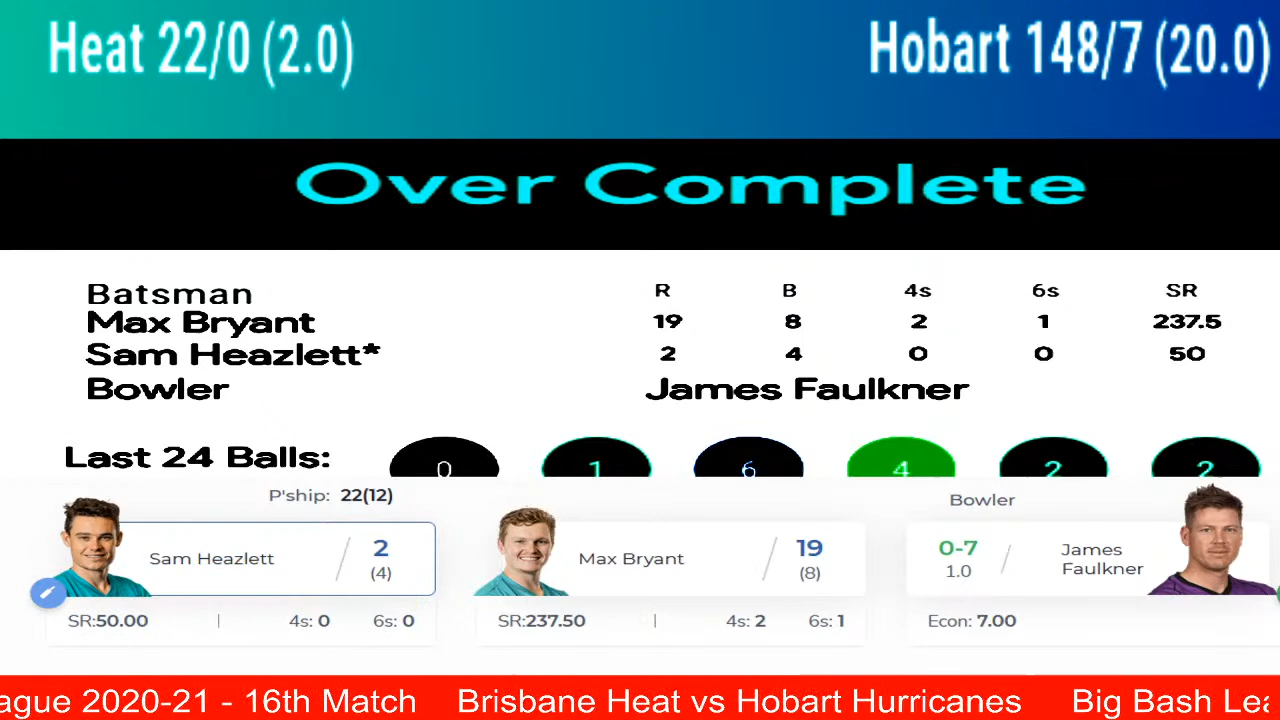 Heat 22/0 (2.0) Hobart 148/7 (20.0)
Over Complete
Batsman R B 4s 6s SR
Max Bryant 19 8 2 1 237.5
Sam Heazlett* 2 4 0 0 50
Bowler James Faulkner
Last 24 Balls: 0 1 6 4 2 2
P'ship: 22(12) Bowler
Sam Heazlett 2 (4)
Max Bryant 19 (8)
0-7 1.0 James Faulkner
SR:50.00 | 4s: 0 6s: 0 SR:237.50 | 4s: 2 6s: 1 Econ: 7.00
ague 2020-21 - 16th Match Brisbane Heat vs Hobart Hurricanes Big Bash Lea